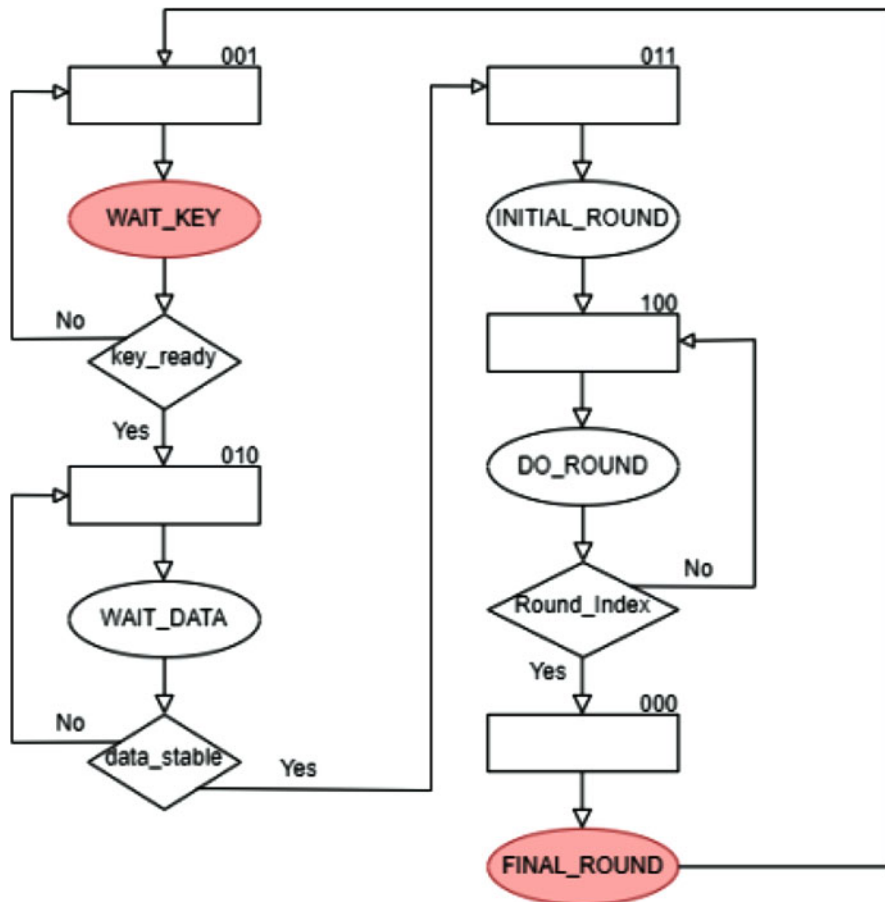 001
WAIT_KEY
No
key_ready
Yes
010
WAIT_DATA
No
data_stable
Yes
011
INITIAL_ROUND
100
DO_ROUND
No
Round_Index
Yes
000
FINAL_ROUND